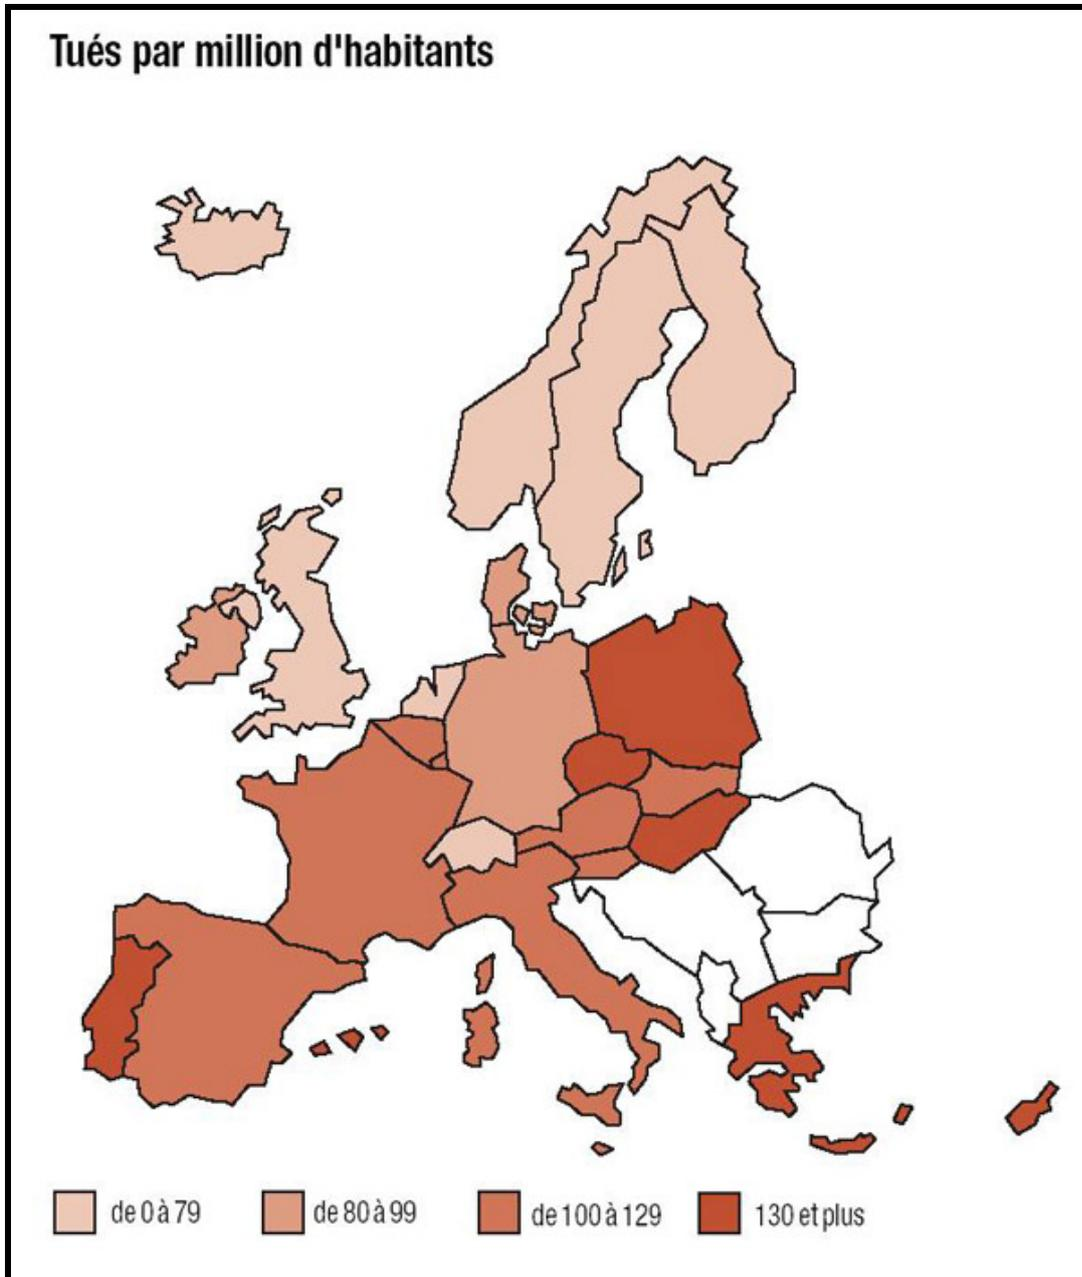 Tués par million d'habitants
de 0 à 79
de 80 à 99
de 100 à 129
130 et plus